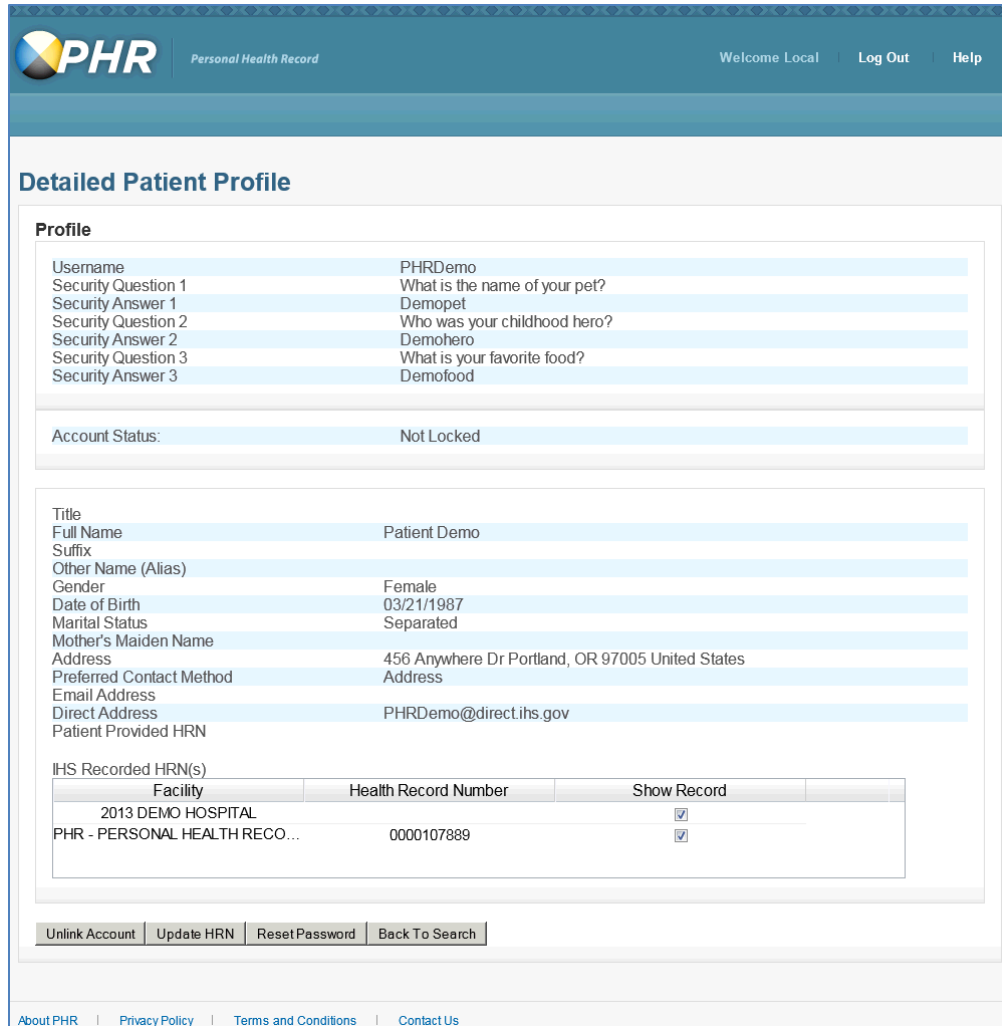 PHR Personal Health Record Welcome Local Log Out Help
Detailed Patient Profile
Profile
Username PHRDemo
Security Question 1 What is the name of your pet?
Security Answer 1 Demopet
Security Question 2 Who was your childhood hero?
Security Answer 2 Demohero
Security Question 3 What is your favorite food?
Security Answer 3 Demofood
Account Status: Not Locked
Title
Full Name Patient Demo
Suffix
Other Name (Alias)
Gender Female
Date of Birth 03/21/1987
Marital Status Separated
Mother's Maiden Name
Address 456 Anywhere Dr Portland, OR 97005 United States
Preferred Contact Method Address
Email Address
Direct Address PHRDemo@direct.ihs.gov
Patient Provided HRN
IHS Recorded HRN(s)
Facility Health Record Number Show Record
2013 DEMO HOSPITAL
PHR - PERSONAL HEALTH RECO... 0000107889
Unlink Account Update HRN Reset Password Back To Search
About PHR | Privacy Policy | Terms and Conditions | Contact Us